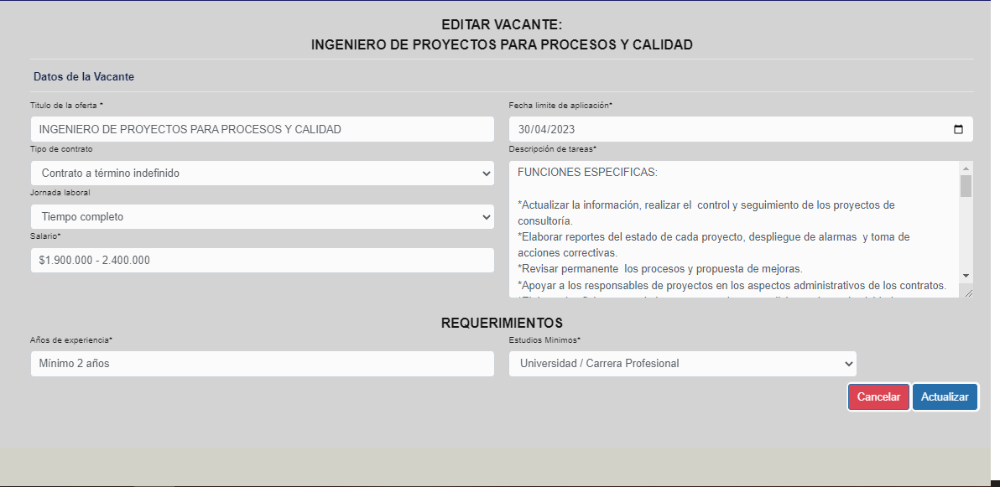 EDITAR VACANTE:
INGENIERO DE PROYECTOS PARA PROCESOS Y CALIDAD
Datos de la Vacante
Titulo de la oferta *
INGENIERO DE PROYECTOS PARA PROCESOS Y CALIDAD
Tipo de contrato
Contrato a término indefinido
Jornada laboral
Tiempo completo
Salario*
$1.900.000 - 2.400.000
Fecha limite de aplicación*
30/04/2023
Descripción de tareas*
FUNCIONES ESPECIFICAS:
*Actualizar la información, realizar el  control y seguimiento de los proyectos de
consultoría.
*Elaborar reportes del estado de cada proyecto, despliegue de alarmas  y toma de
acciones correctivas.
*Revisar permanente  los procesos y propuesta de mejoras.
*Apoyar a los responsables de proyectos en los aspectos administrativos de los contratos.
REQUERIMIENTOS
Años de experiencia*
Mínimo 2 años
Estudios Minimos*
Universidad / Carrera Profesional
Cancelar
Actualizar